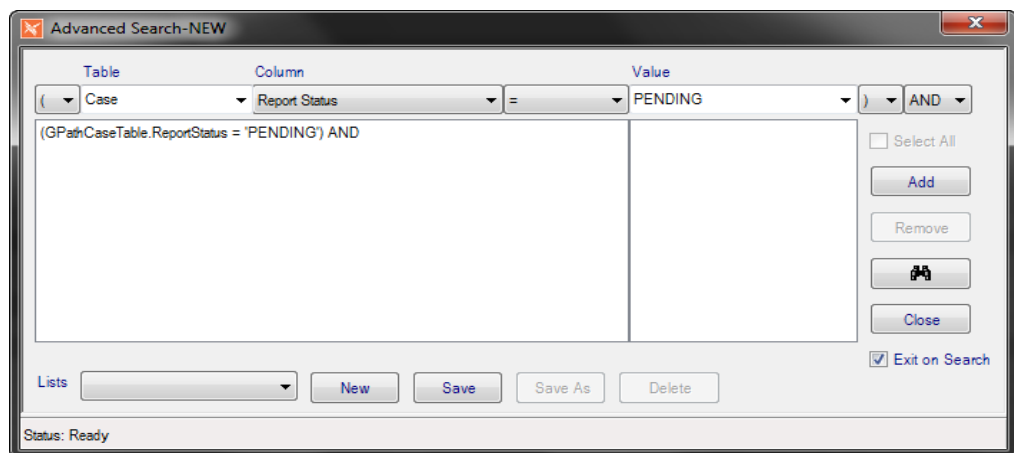 Advanced Search-NEW
Table Column Value
( Case Report Status = PENDING ) AND
(GPathCaseTable.ReportStatus = 'PENDING') AND
Select All
Add
Remove
Close
Exit on Search
Lists New Save Save As Delete
Status: Ready